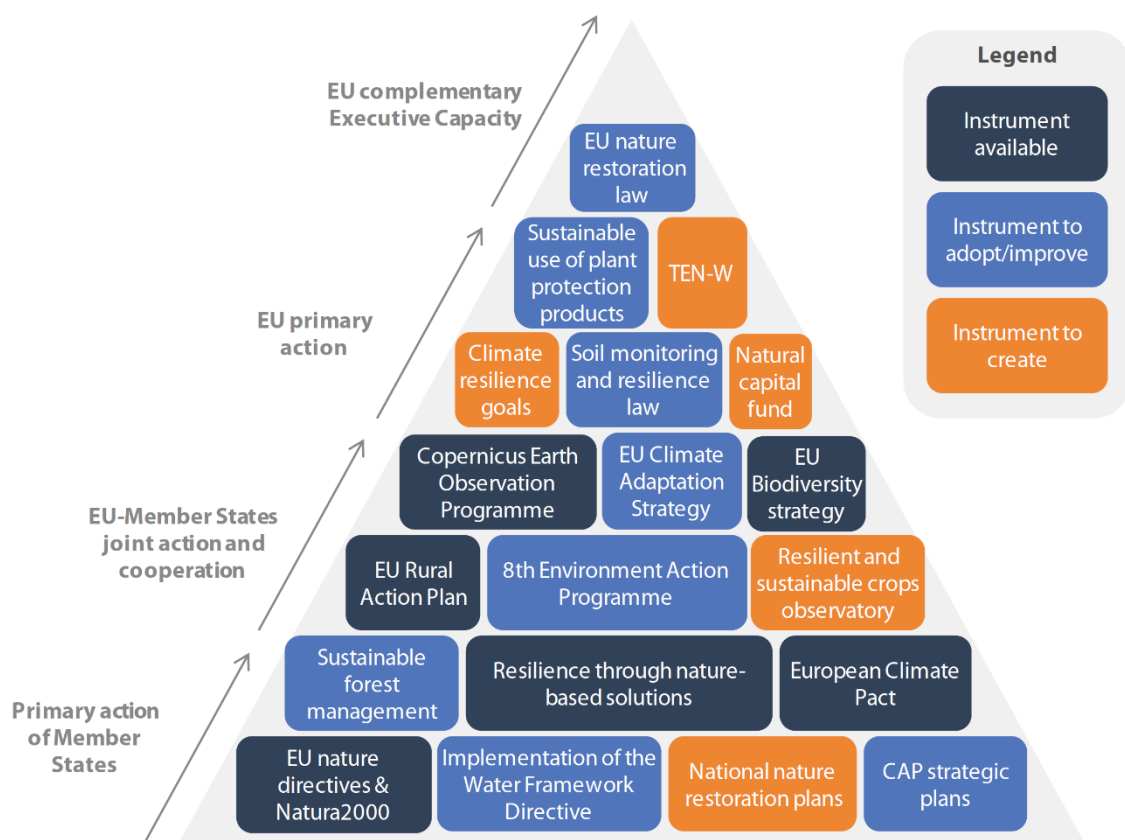 EU complementary
Executive Capacity
EU primary
action
EU-Member States
joint action and
cooperation
Primary action
of Member
States
EU nature
restoration
law
Sustainable
use of plant
protection
products
TEN-W
Climate
resilience
goals
Soil monitoring
and resilience
law
Natural
capital
fund
Copernicus Earth
Observation
Programme
EU Climate
Adaptation
Strategy
EU
Biodiversity
strategy
EU Rural
Action Plan
8th Environment Action
Programme
Resilient and
sustainable crops
observatory
Sustainable
forest
management
Resilience through nature-
based solutions
European Climate
Pact
EU nature
directives &
Natura2000
Implementation of the
Water Framework
Directive
National nature
restoration plans
CAP strategic
plans
Legend
Instrument
available
Instrument to
adopt/improve
Instrument to
create